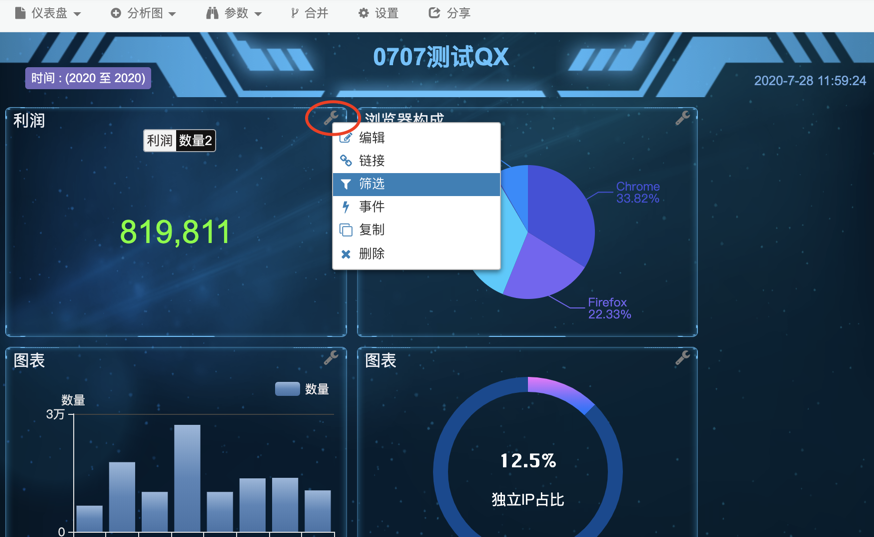 仪表盘 分析图 参数 合并 设置 分享
0707测试QX
时间 : (2020 至 2020)
2020-7-28 11:59:24
利润
利润 数量2
819,811
浏览器构成
编辑
链接
筛选
事件
复制
删除
Chrome
33.82%
Firefox
22.33%
图表
数量
数量
3万
0
图表
12.5%
独立IP占比